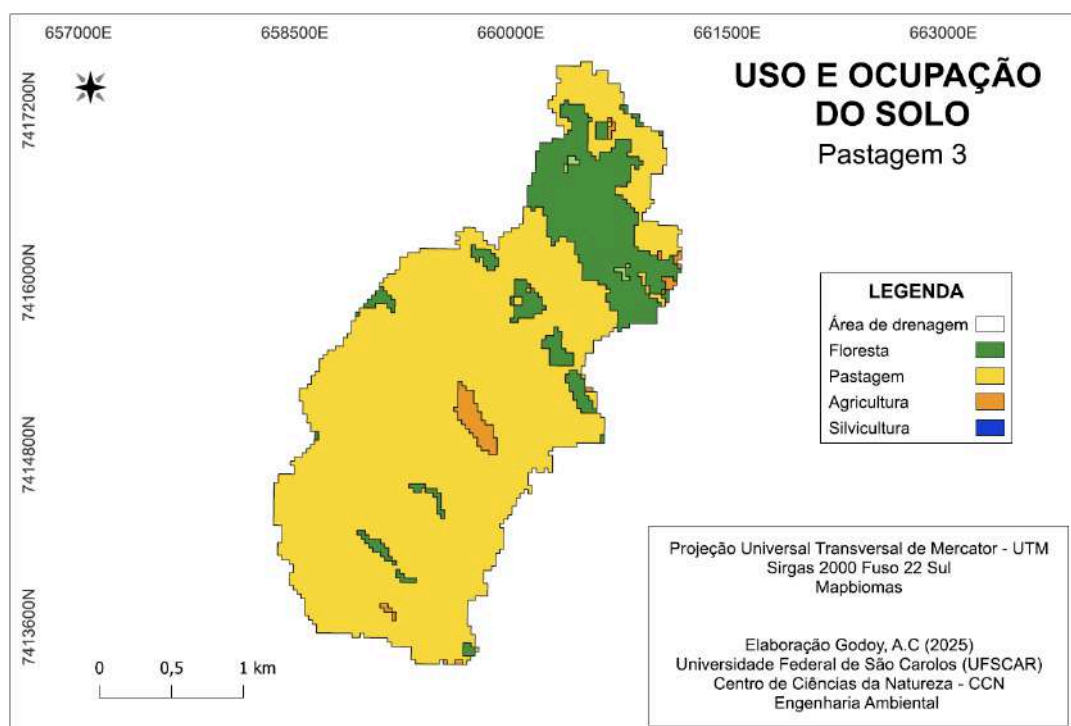 657000E
658500E
660000E
661500E
663000E
7417200N
7416000N
7414800N
7413600N
USO E OCUPAÇÃO
DO SOLO
Pastagem 3
LEGENDA
Área de drenagem
Floresta
Pastagem
Agricultura
Silvicultura
0 0,5 1 km
Projeção Universal Transversal de Mercator - UTM
Sirgas 2000 Fuso 22 Sul
Mapbiomas
Elaboração Godoy, A.C (2025)
Universidade Federal de São Carolos (UFSCAR)
Centro de Ciências da Natureza - CCN
Engenharia Ambiental